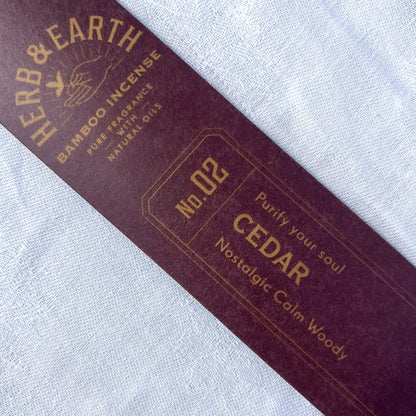 HERB & EARTH
BAMBOO INCENSE
PURE FRAGRANCE
WITH
NATURAL OILS
No.02
Purify your soul
CEDAR
Nostalgic Calm Woody